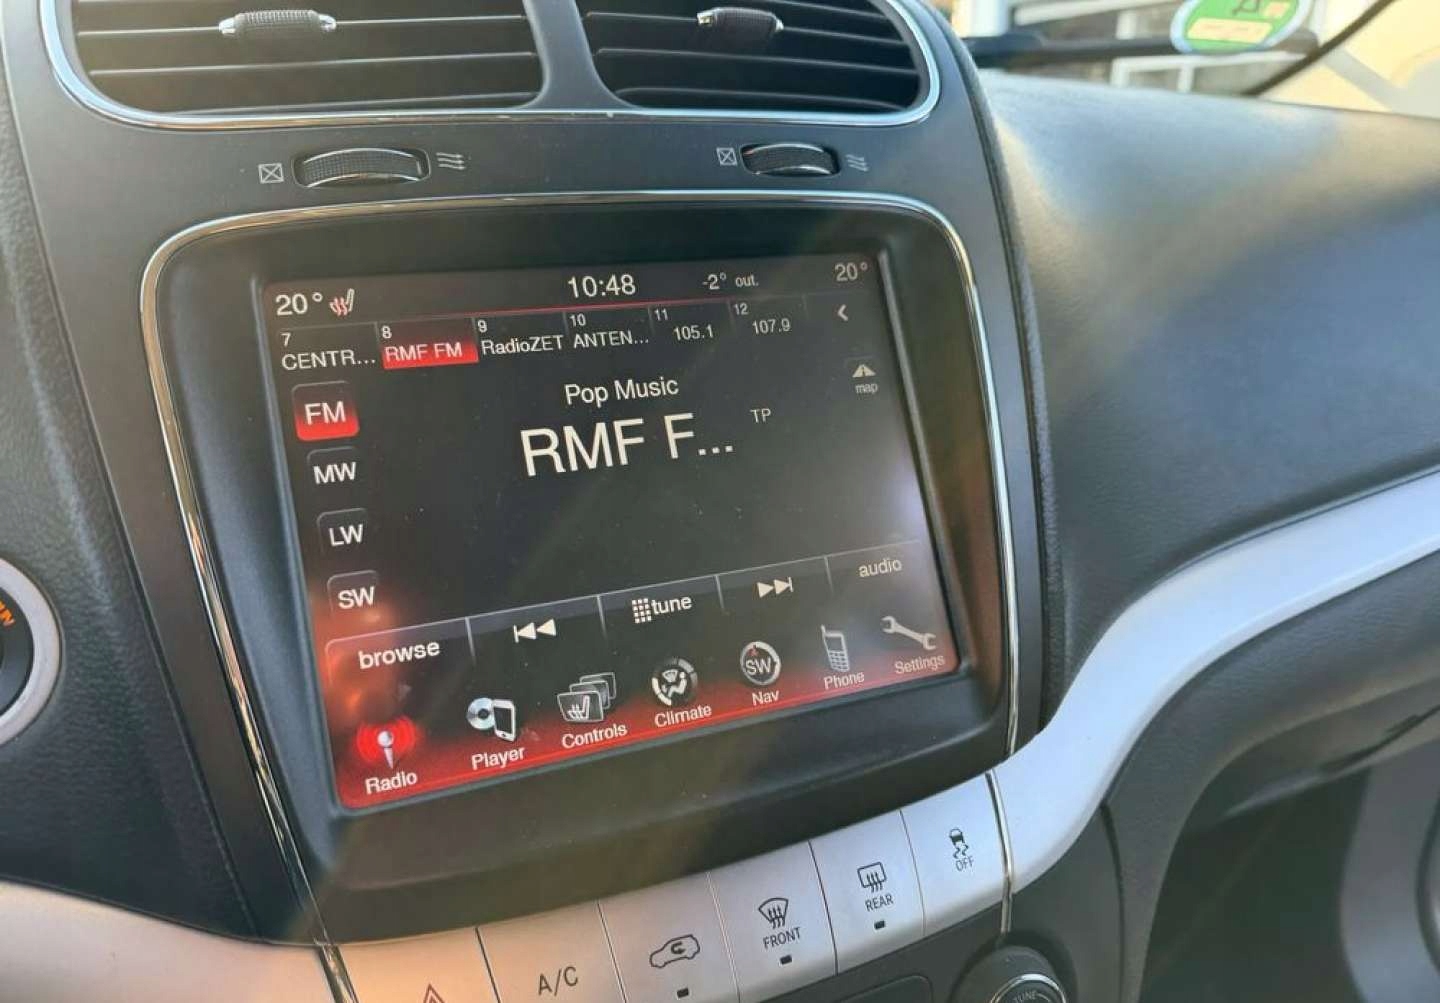 20° 10:48 -2° out. 20°
7 8 9 10 11 12
CENTR... RMF FM RadioZET ANTEN... 105.1 107.9
Pop Music
RMF F... TP
map
FM
MW
LW
SW
browse tune audio
Radio Player Controls Climate SW Nav Phone Settings
A/C FRONT REAR OFF
TUNE